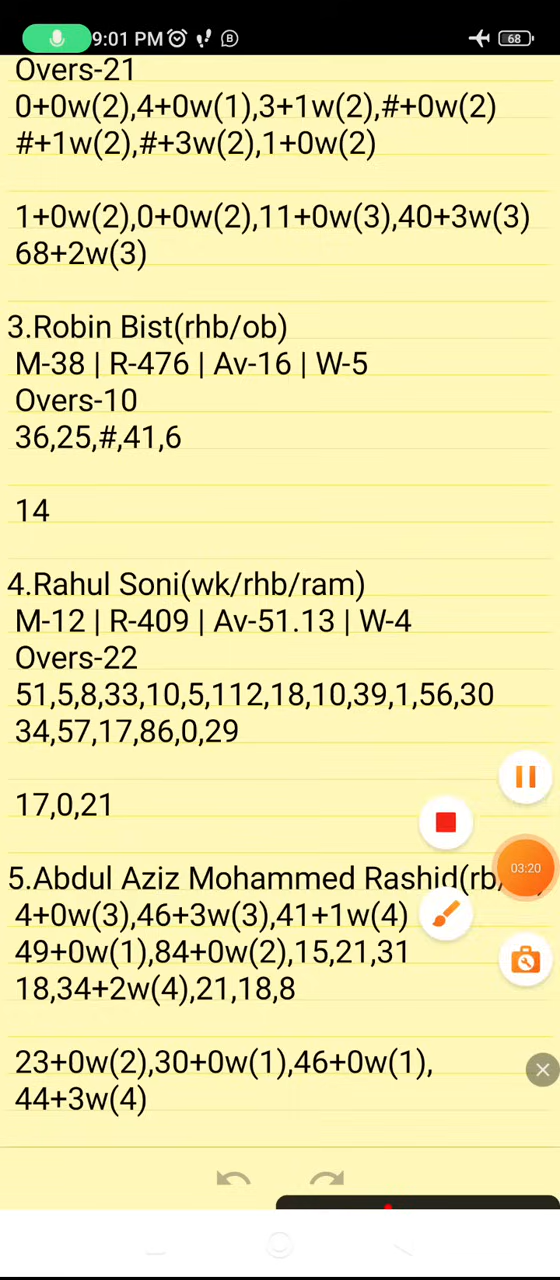 9:01 PM
68
Overs-21
0+0w(2),4+0w(1),3+1w(2),#+0w(2)
#+1w(2),#+3w(2),1+0w(2)
1+0w(2),0+0w(2),11+0w(3),40+3w(3)
68+2w(3)
3.Robin Bist(rhb/ob)
M-38 | R-476 | Av-16 | W-5
Overs-10
36,25,#,41,6
14
4.Rahul Soni(wk/rhb/ram)
M-12 | R-409 | Av-51.13 | W-4
Overs-22
51,5,8,33,10,5,112,18,10,39,1,56,30
34,57,17,86,0,29
17,0,21
03:20
5.Abdul Aziz Mohammed Rashid(rb/
4+0w(3),46+3w(3),41+1w(4)
49+0w(1),84+0w(2),15,21,31
18,34+2w(4),21,18,8
23+0w(2),30+0w(1),46+0w(1),
44+3w(4)